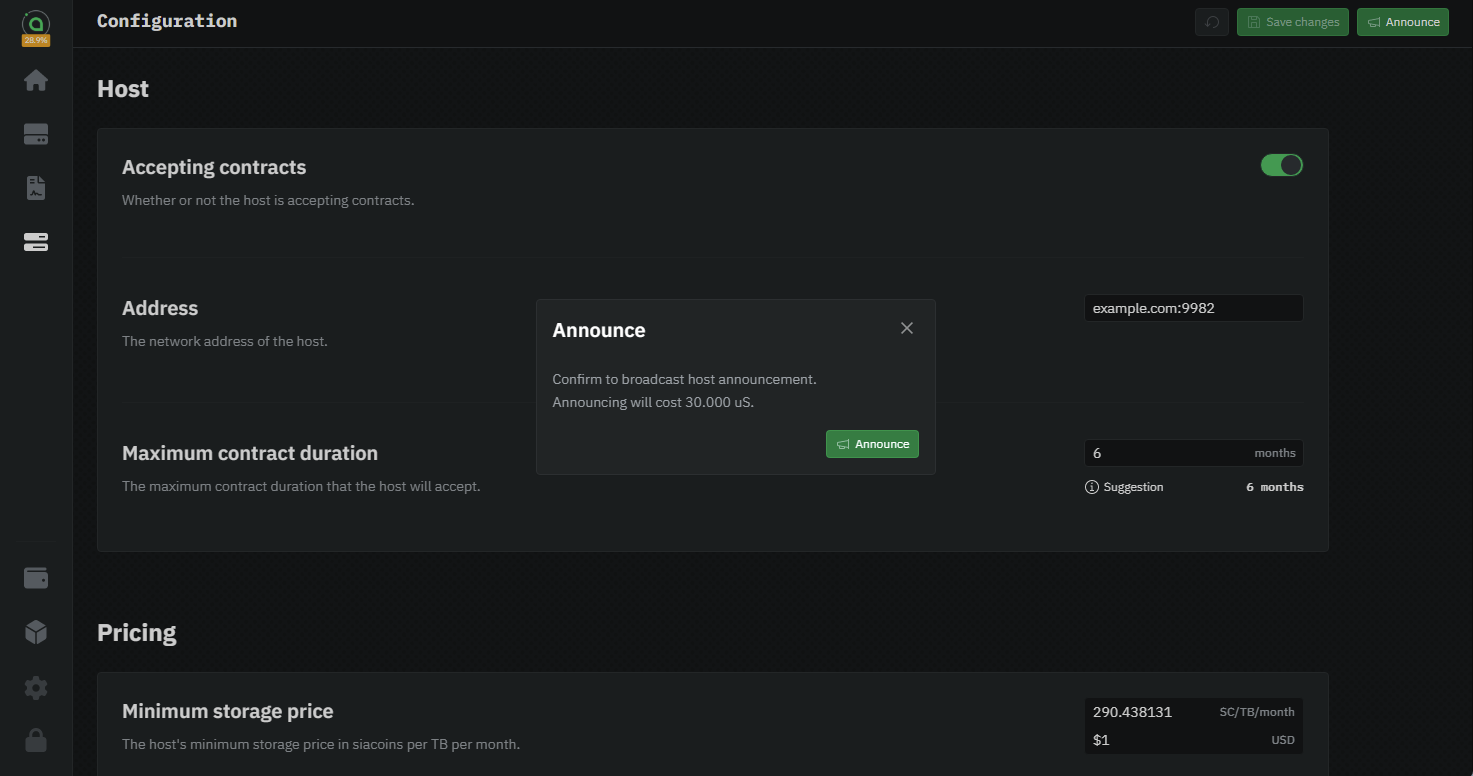 28.9%
Configuration
Save changes
Announce
Host
Accepting contracts
Whether or not the host is accepting contracts.
Address
The network address of the host.
example.com:9982
Announce
Confirm to broadcast host announcement.
Announcing will cost 30.000 uS.
Announce
Maximum contract duration
The maximum contract duration that the host will accept.
6 months
Suggestion 6 months
Pricing
Minimum storage price
The host's minimum storage price in siacoins per TB per month.
290.438131 SC/TB/month
$1 USD